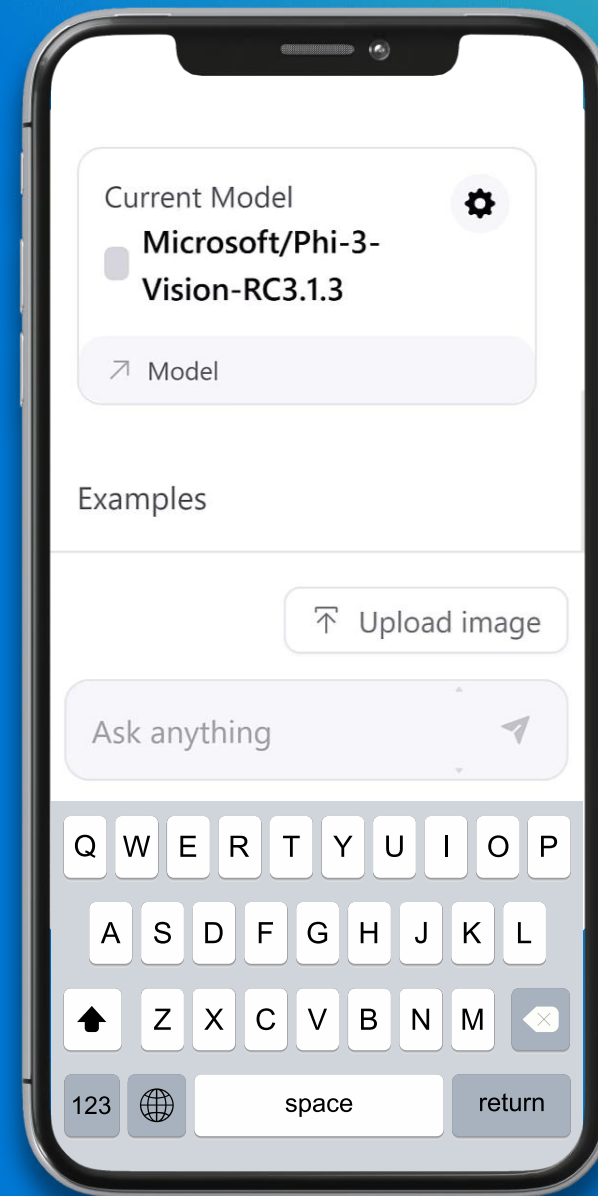 Current Model
Microsoft/Phi-3-
Vision-RC3.1.3
Model
Examples
Upload image
Ask anything
Q W E R T Y U I O P
A S D F G H J K L
Z X C V B N M
123 space return